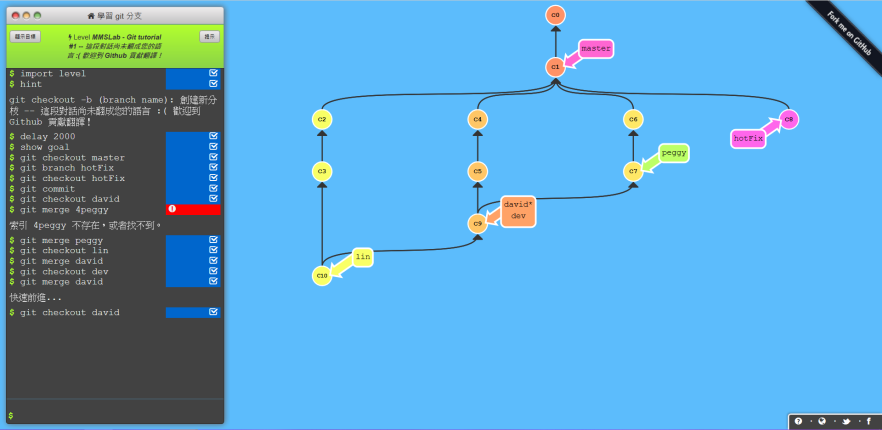 學習 git 分支
顯示目標
Level MMSLab - Git tutorial
#1 -- 這段對話尚未翻成您的語
言 :( 歡迎到 Github 貢獻翻譯！
提示
$ import level
$ hint
git checkout -b (branch name): 創建新分
枝 -- 這段對話尚未翻成您的語言 :( 歡迎到
Github 貢獻翻譯！
$ delay 2000
$ show goal
$ git checkout master
$ git branch hotFix
$ git checkout hotFix
$ git commit
$ git checkout david
$ git merge 4peggy
索引 4peggy 不存在，或者找不到。
$ git merge peggy
$ git checkout lin
$ git merge david
$ git checkout dev
$ git merge david
快速前進...
$ git checkout david
$
C0
master
C1
C2
C4
C6
C8
hotFix
peggy
C3
C5
C7
david*
dev
C9
lin
C10
Fork me on GitHub